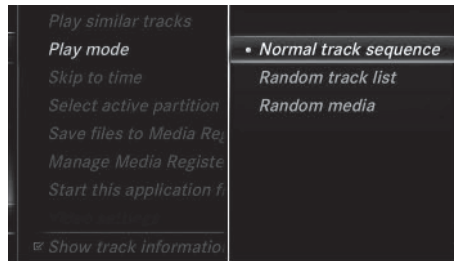 Play similar tracks
Play mode
Skip to time
Select active partition
Save files to Media Reg
Manage Media Registe
Start this application f
Show track informatio
Normal track sequence
Random track list
Random media